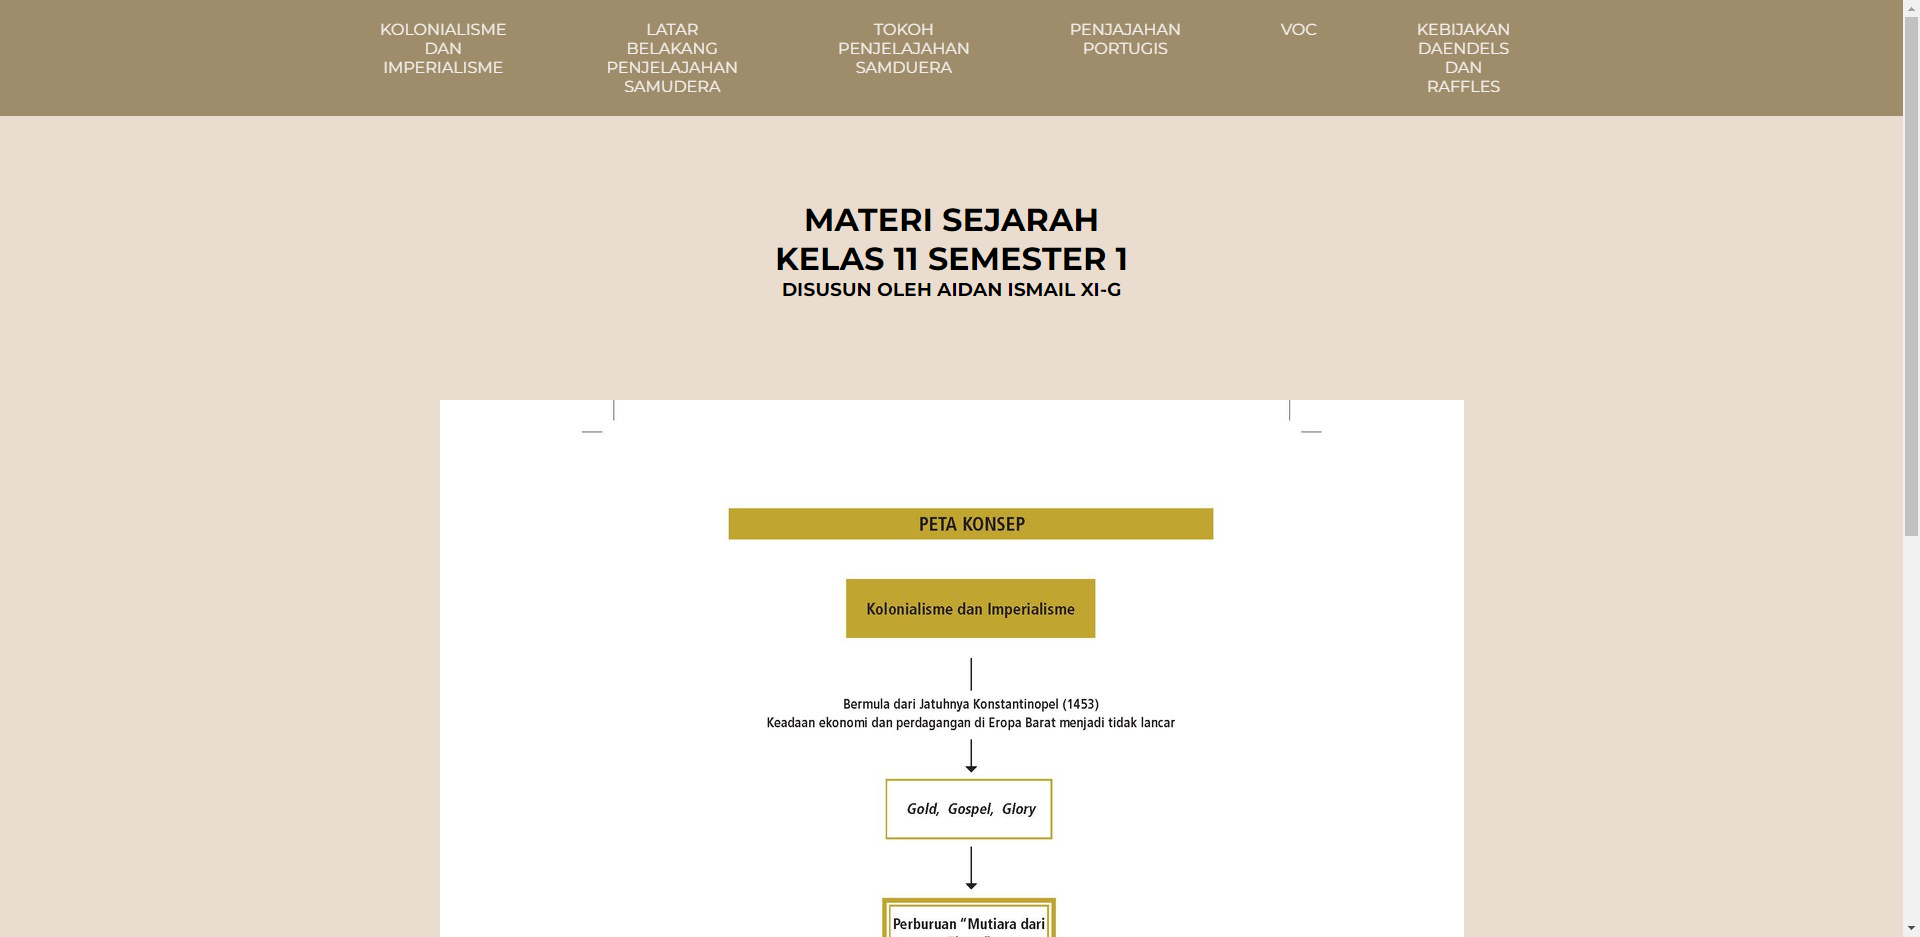 KOLONIALISME
DAN
IMPERIALISME
LATAR
BELAKANG
PENJELAJAHAN
SAMUDERA
TOKOH
PENJELAJAHAN
SAMDUERA
PENJAJAHAN
PORTUGIS
VOC
KEBIJAKAN
DAENDELS
DAN
RAFFLES
MATERI SEJARAH
KELAS 11 SEMESTER 1
DISUSUN OLEH AIDAN ISMAIL XI-G
PETA KONSEP
Kolonialisme dan Imperialisme
Bermula dari Jatuhnya Konstantinopel (1453)
Keadaan ekonomi dan perdagangan di Eropa Barat menjadi tidak lancar
Gold, Gospel, Glory
Perburuan “Mutiara dari